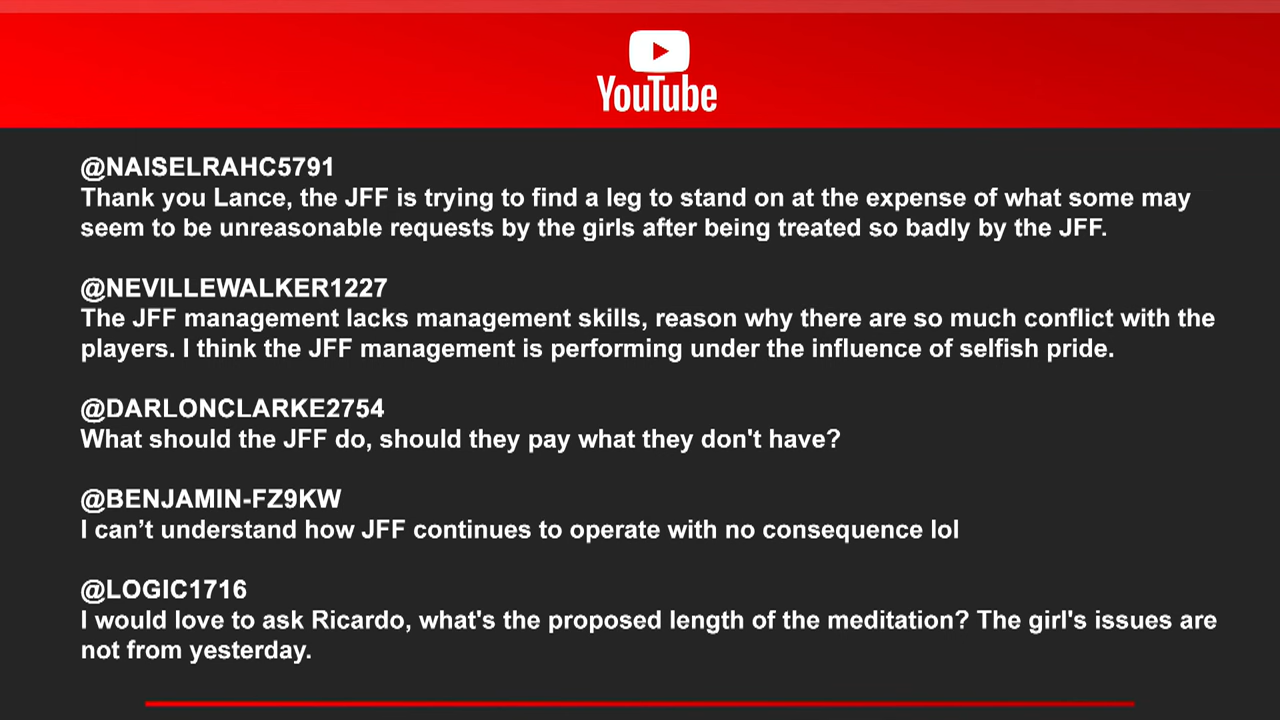 YouTube
@NAISELRAHC5791
Thank you Lance, the JFF is trying to find a leg to stand on at the expense of what some may
seem to be unreasonable requests by the girls after being treated so badly by the JFF.
@NEVILLEWALKER1227
The JFF management lacks management skills, reason why there are so much conflict with the
players. I think the JFF management is performing under the influence of selfish pride.
@DARLONCLARKE2754
What should the JFF do, should they pay what they don't have?
@BENJAMIN-FZ9KW
I can’t understand how JFF continues to operate with no consequence lol
@LOGIC1716
I would love to ask Ricardo, what's the proposed length of the meditation? The girl's issues are
not from yesterday.